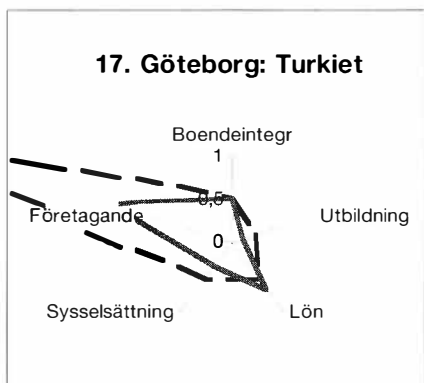 17. Göteborg: Turkiet
Boendeintegr
1
0,5
Företagande
Utbildning
0
Sysselsättning
Lön